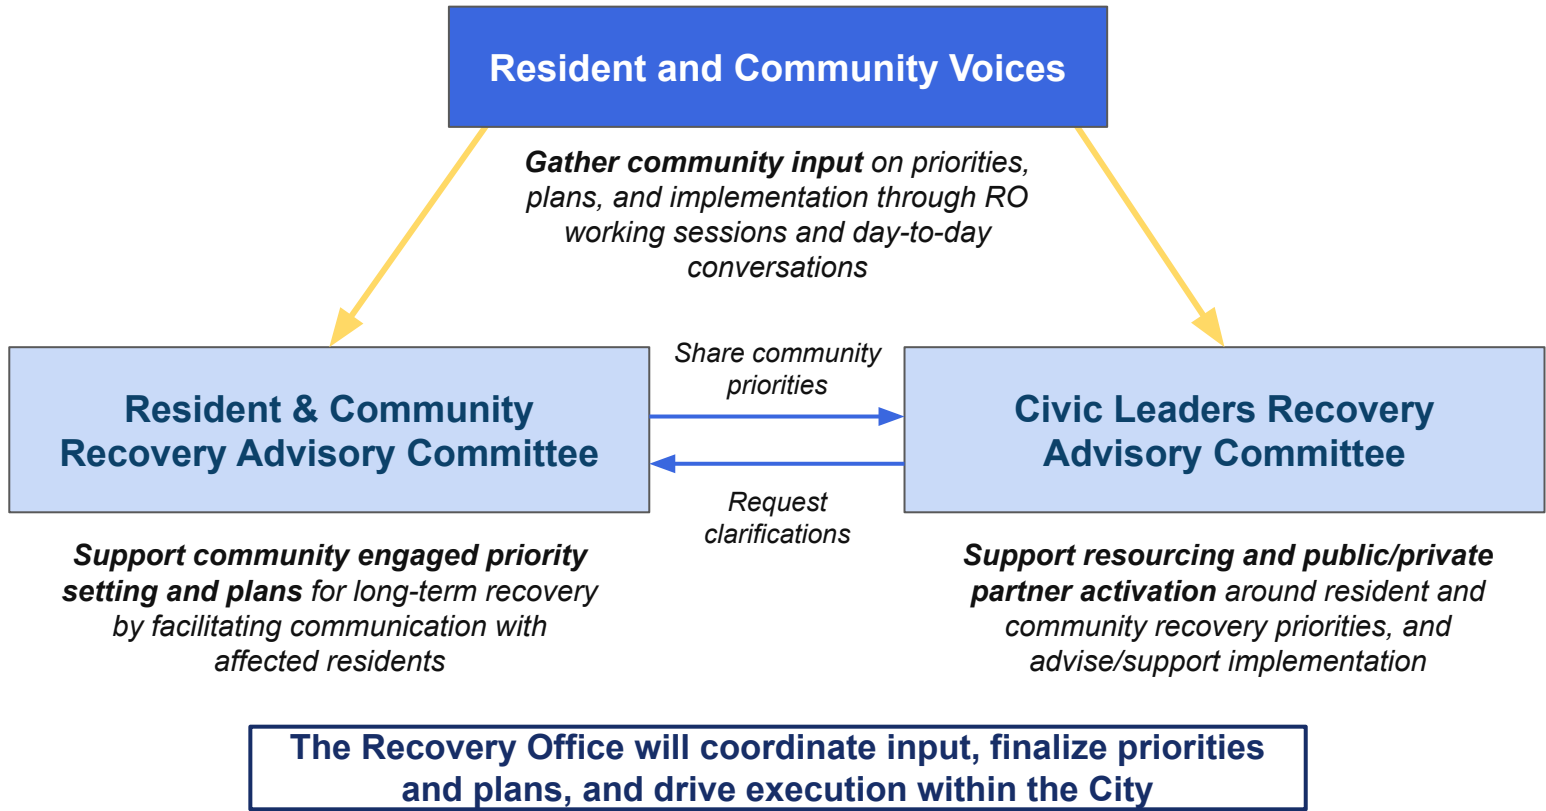 Resident and Community Voices
Gather community input on priorities,
plans, and implementation through RO
working sessions and day-to-day
conversations
Share community
priorities
Resident & Community
Recovery Advisory Committee
Civic Leaders Recovery
Advisory Committee
Request
clarifications
Support community engaged priority
setting and plans for long-term recovery
by facilitating communication with
affected residents
Support resourcing and public/private
partner activation around resident and
community recovery priorities, and
advise/support implementation
The Recovery Office will coordinate input, finalize priorities
and plans, and drive execution within the City